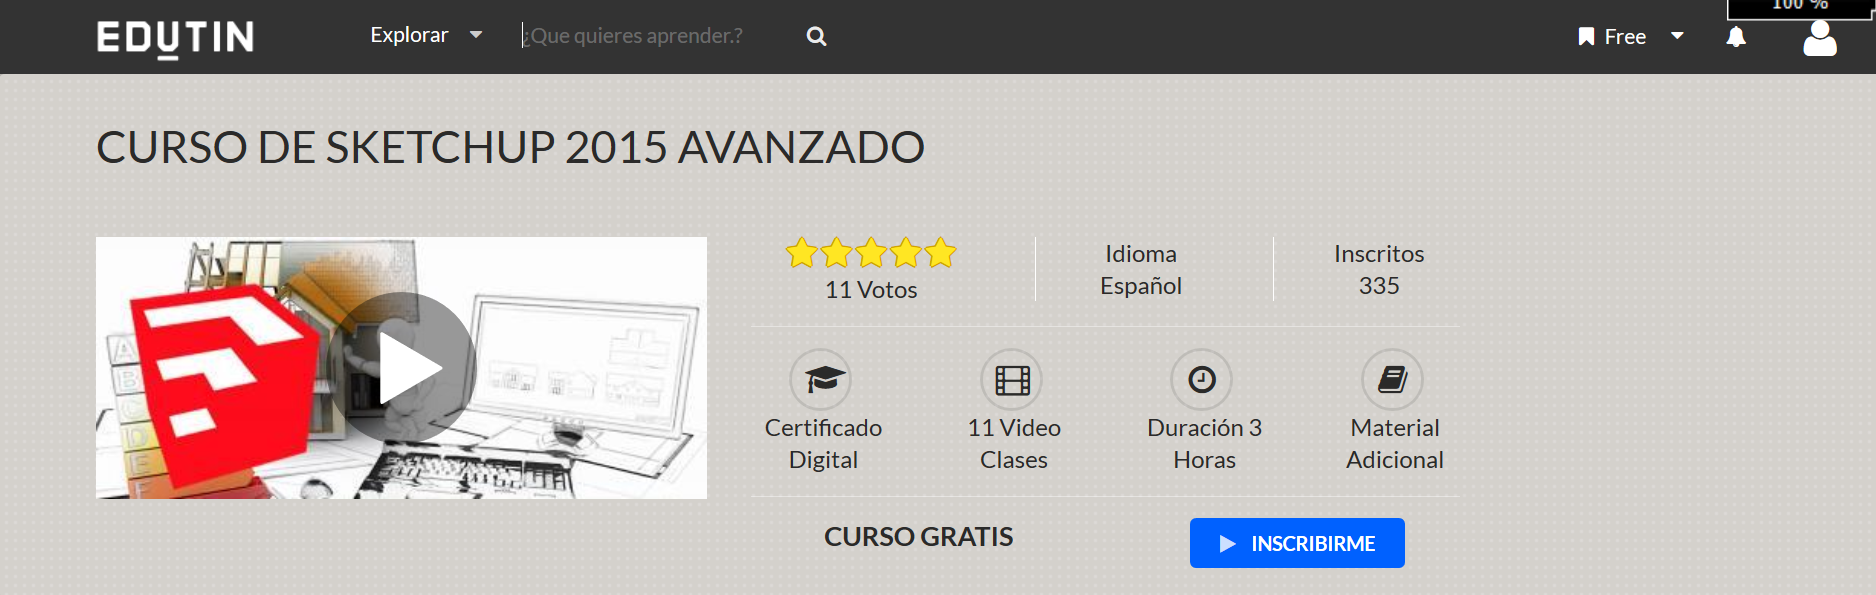 100 %
EDUTIN
Explorar
¿Que quieres aprender.?
Free
CURSO DE SKETCHUP 2015 AVANZADO
11 Votos
Idioma
Español
Inscritos
335
A
B
C
D
E
F
Certificado
Digital
11 Video
Clases
Duración 3
Horas
Material
Adicional
CURSO GRATIS
INSCRIBIRME